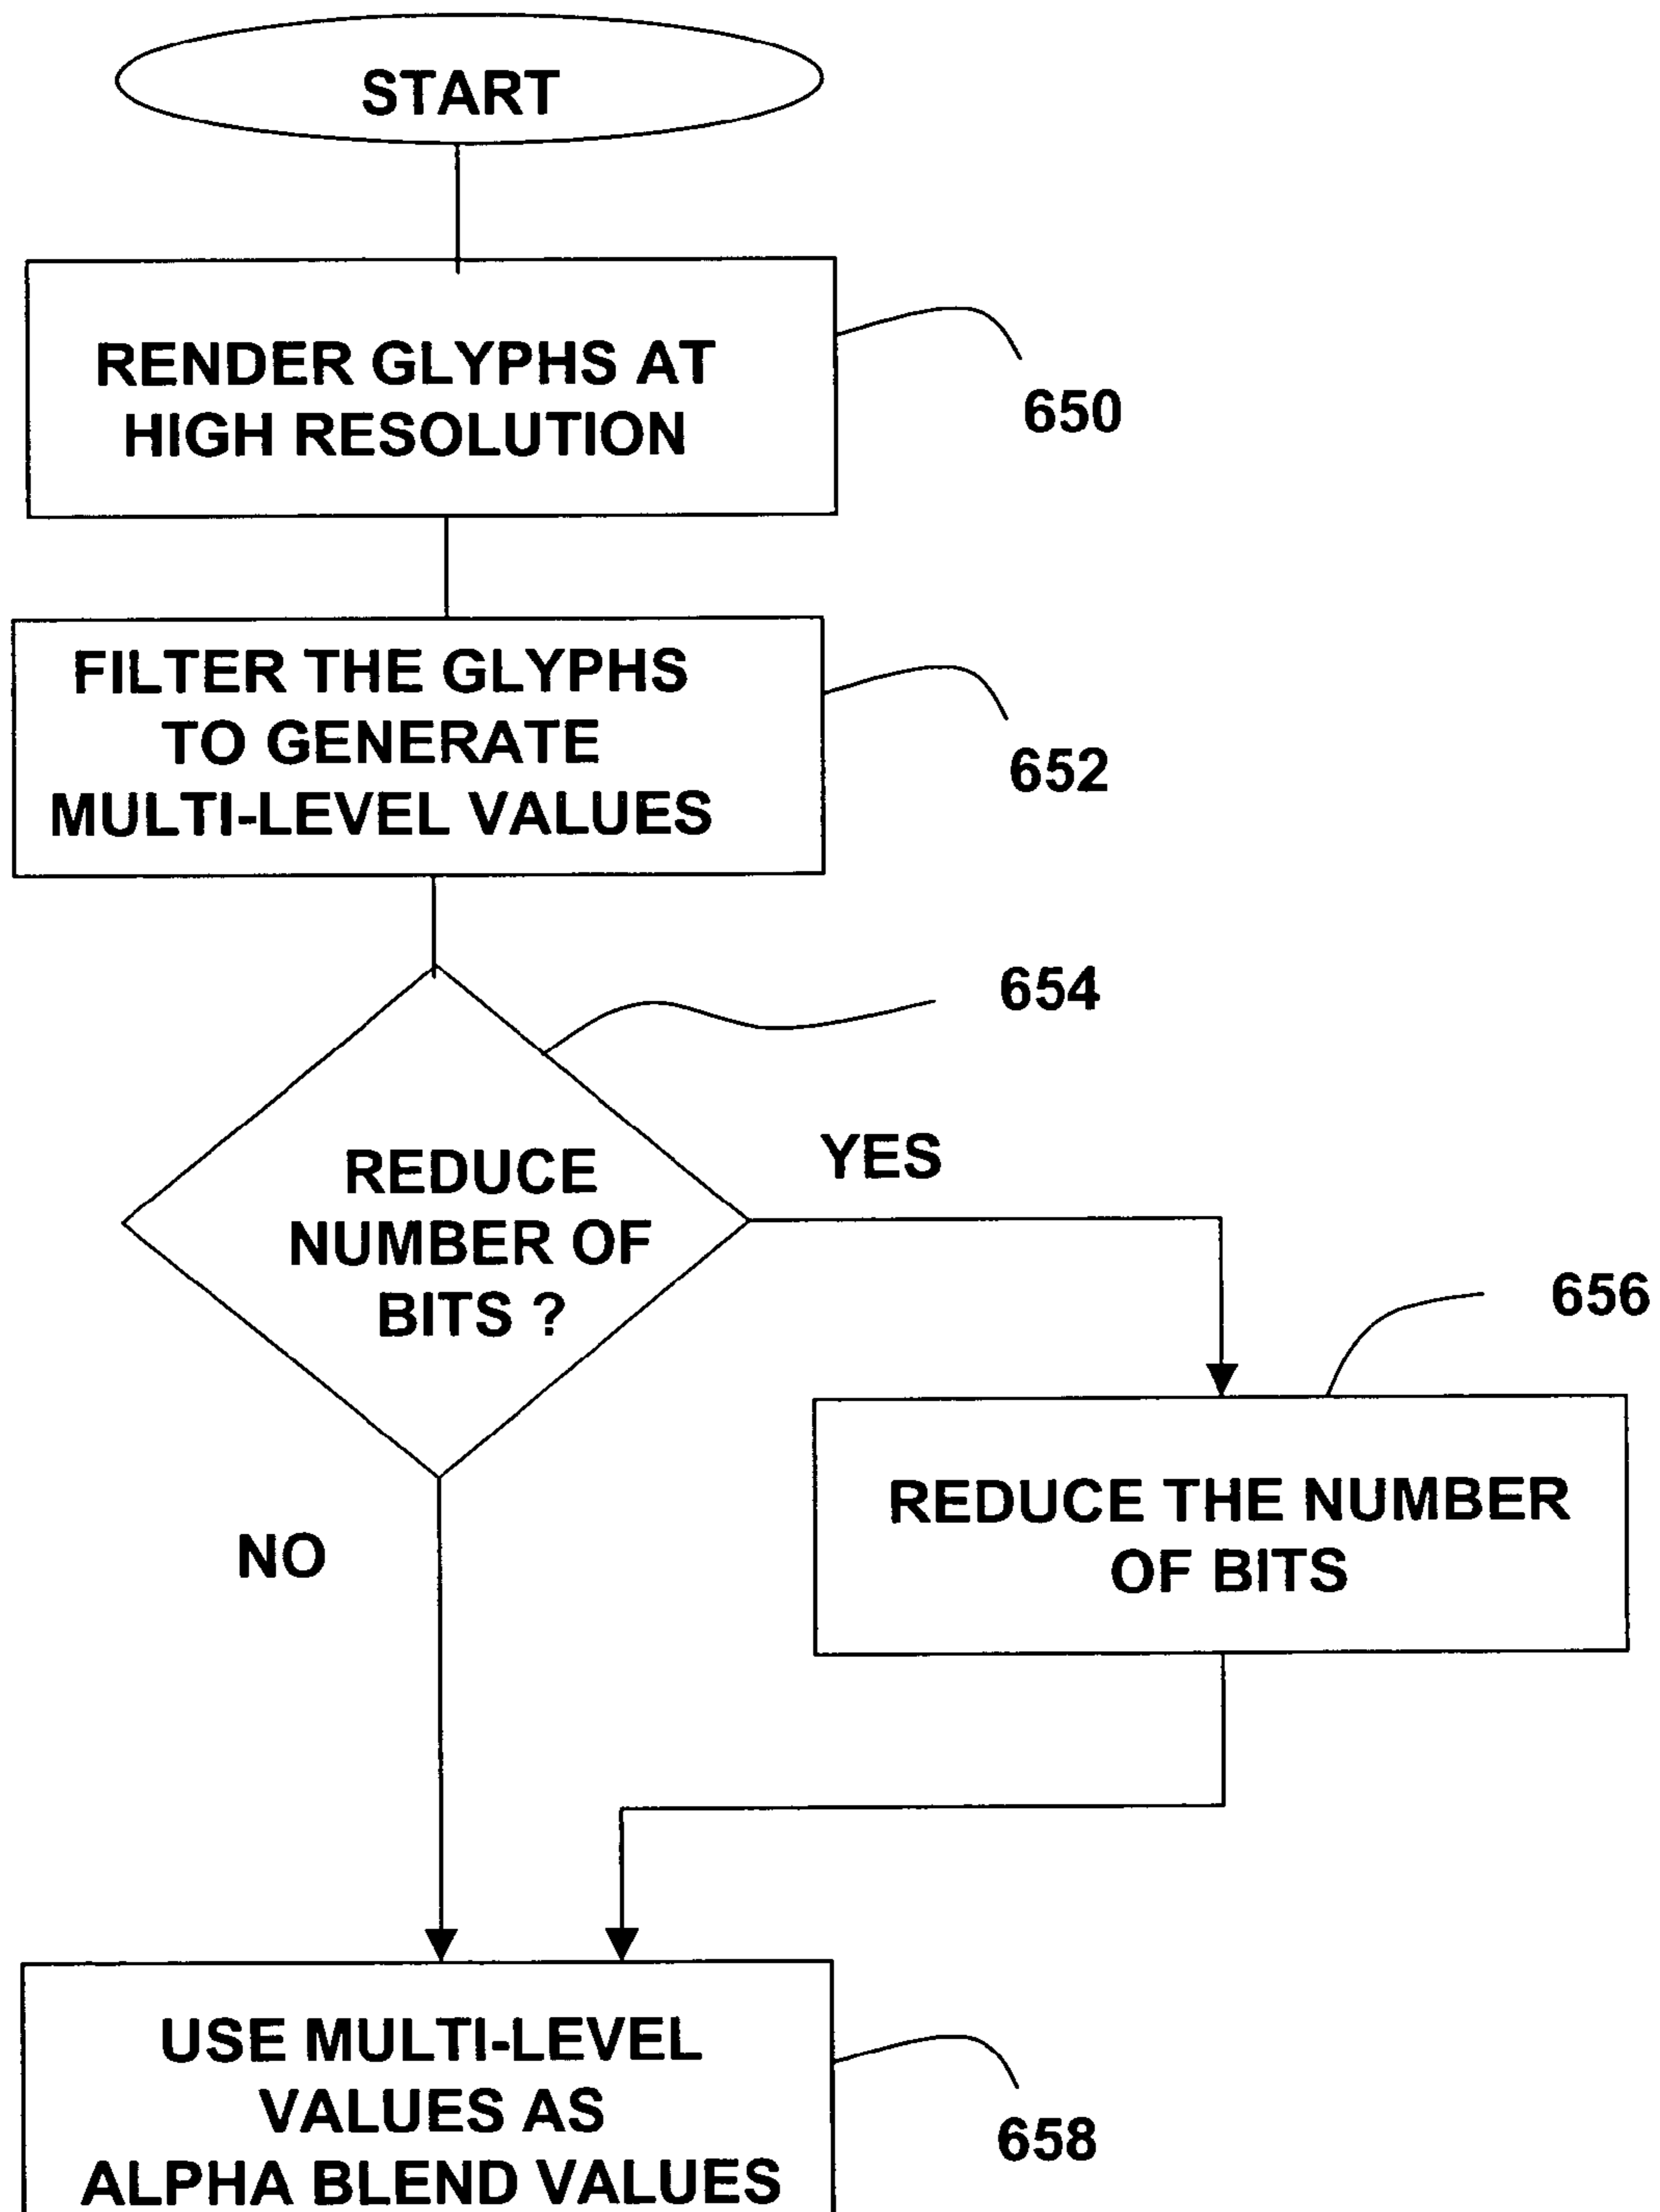 START
RENDER GLYPHS AT
HIGH RESOLUTION
650
FILTER THE GLYPHS
TO GENERATE
MULTI-LEVEL VALUES
652
654
REDUCE
NUMBER OF
BITS ?
YES
656
REDUCE THE NUMBER
OF BITS
NO
USE MULTI-LEVEL
VALUES AS
ALPHA BLEND VALUES
658